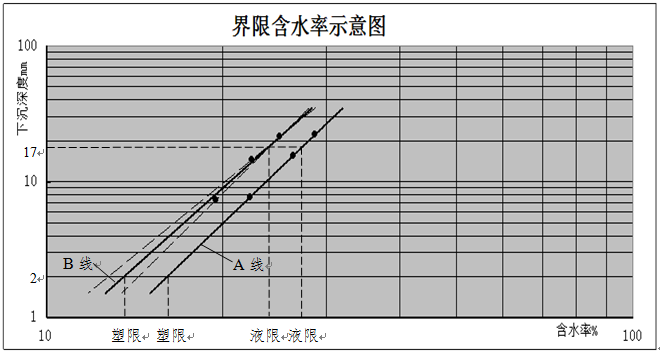 界限含水率示意图
100
下沉深度mm
17
10
B 线
A 线
2
1
10
塑限
塑限
液限
液限
含水率%
100